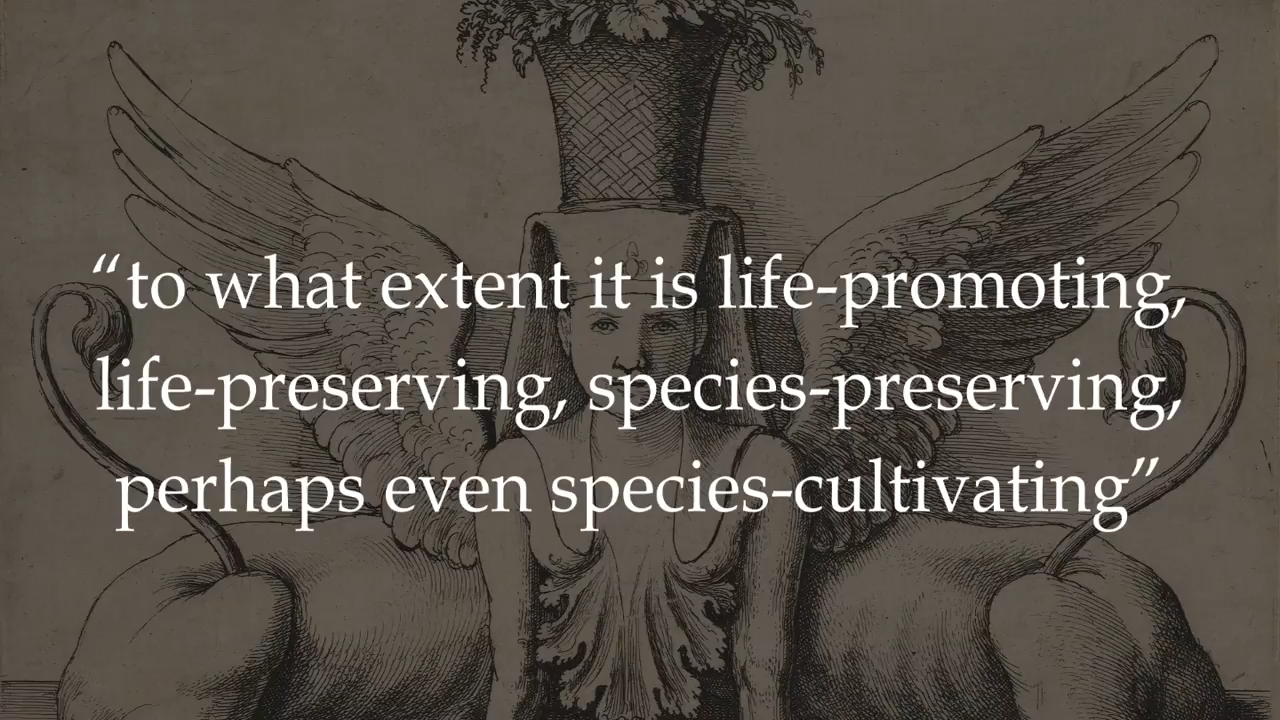 “to what extent it is life-promoting,
life-preserving, species-preserving,
perhaps even species-cultivating”